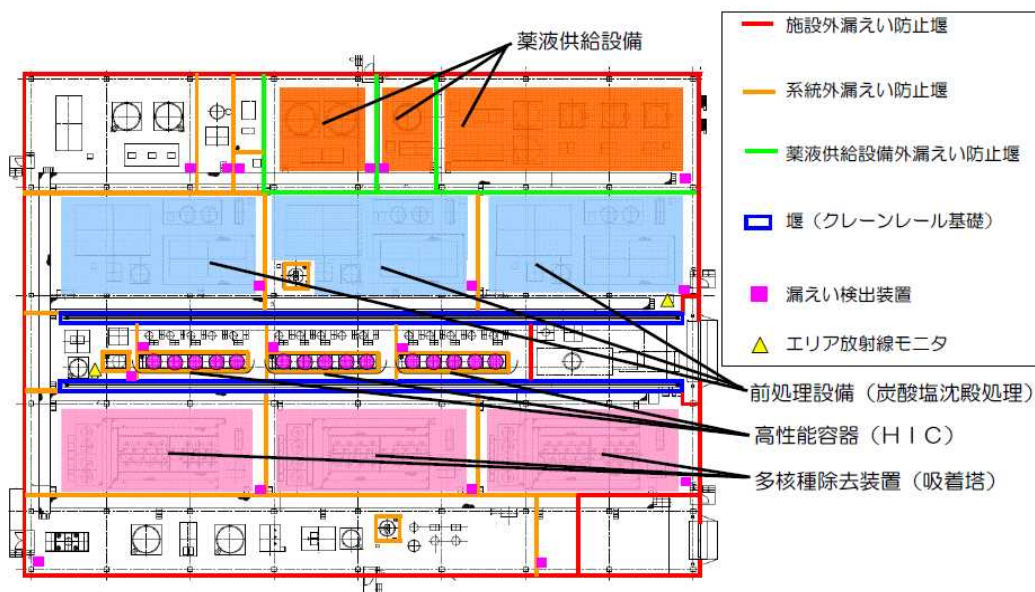 薬液供給設備
施設外漏えい防止堰
系統外漏えい防止堰
薬液供給設備外漏えい防止堰
堰（クレーンレール基礎）
漏えい検出装置
エリア放射線モニタ
前処理設備（炭酸塩沈殿処理）
高性能容器（ＨＩＣ）
多核種除去装置（吸着塔）